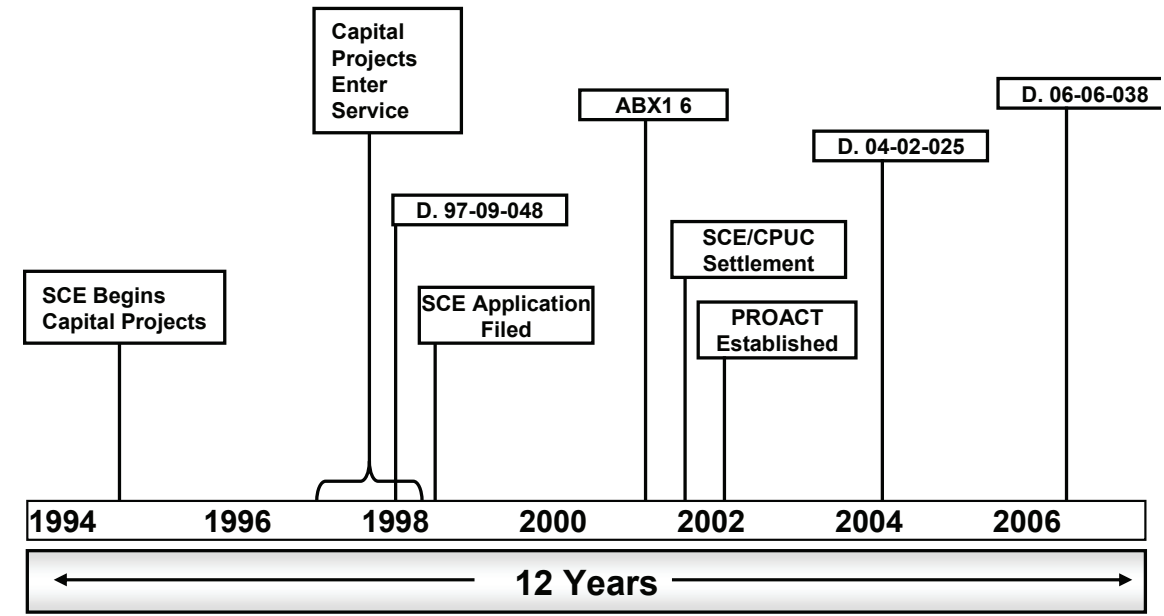 Capital
Projects
Enter
Service
ABX1 6
D. 06-06-038
D. 04-02-025
D. 97-09-048
SCE/CPUC
Settlement
SCE Begins
Capital Projects
SCE Application
Filed
PROACT
Established
1994 1996 1998 2000 2002 2004 2006
12 Years